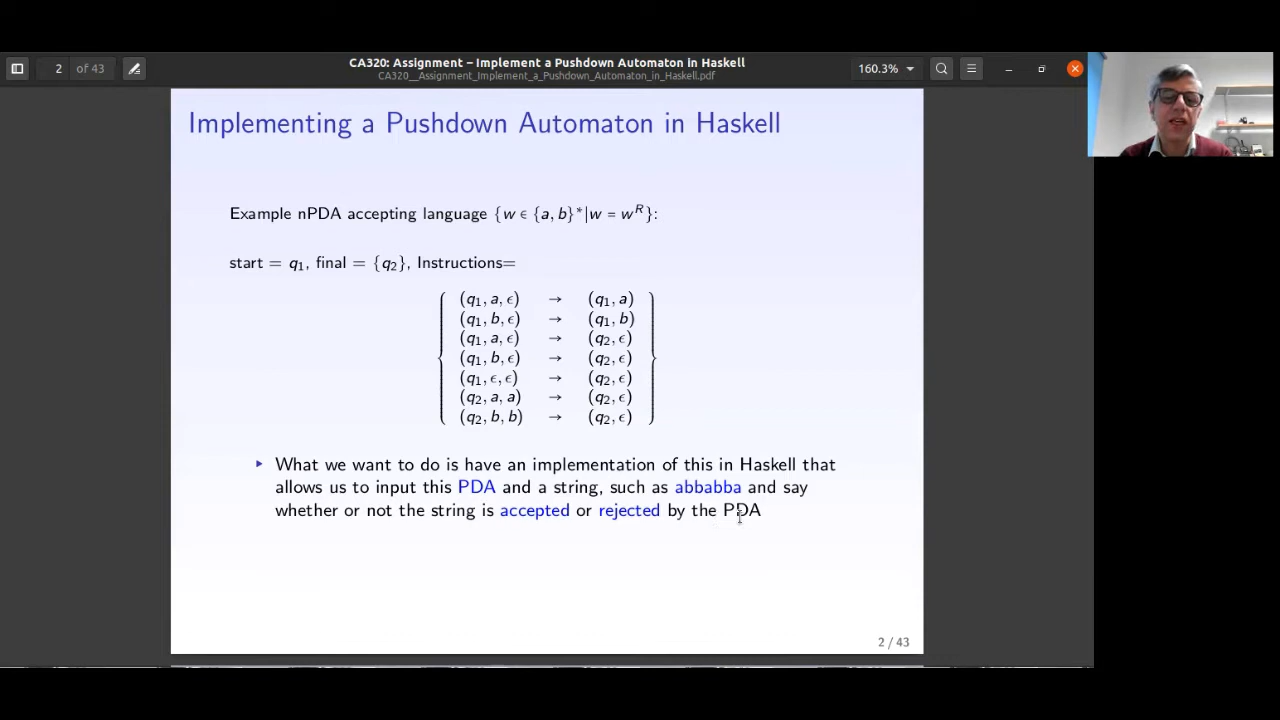 2 of 43
CA320: Assignment – Implement a Pushdown Automaton in Haskell
CA320__Assignment_Implement_a_Pushdown_Automaton_in_Haskell.pdf
160.3%
Implementing a Pushdown Automaton in Haskell
Example nPDA accepting language {w ∈ {a, b}*|w = wᴿ}:
start = q₁, final = {q₂}, Instructions=
(q₁, a, ϵ) → (q₁, a)
(q₁, b, ϵ) → (q₁, b)
(q₁, a, ϵ) → (q₂, ϵ)
(q₁, b, ϵ) → (q₂, ϵ)
(q₁, ϵ, ϵ) → (q₂, ϵ)
(q₂, a, a) → (q₂, ϵ)
(q₂, b, b) → (q₂, ϵ)
What we want to do is have an implementation of this in Haskell that
allows us to input this PDA and a string, such as abbabba and say
whether or not the string is accepted or rejected by the PDA
2 / 43